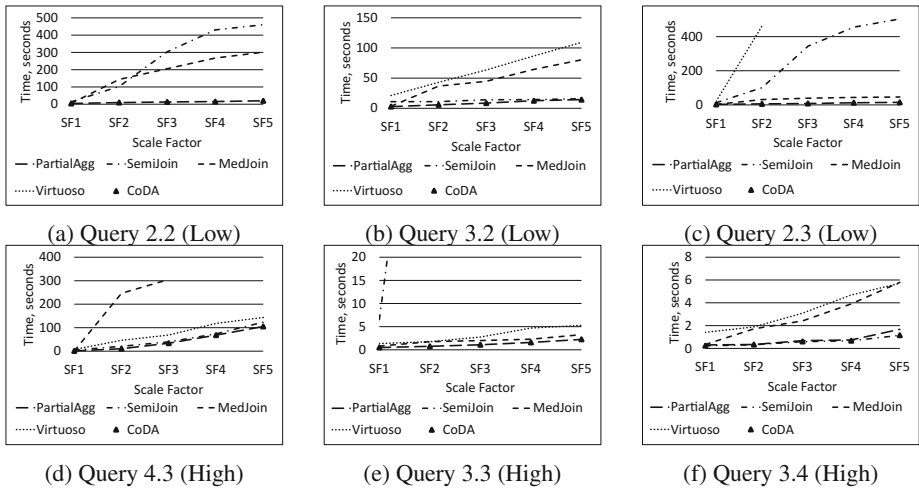 Time, seconds
500
400
300
200
100
0
SF1 SF2 SF3 SF4 SF5
Scale Factor
PartialAgg SemiJoin MedJoin
Virtuoso CoDA
(a) Query 2.2 (Low)
Time, seconds
150
100
50
0
SF1 SF2 SF3 SF4 SF5
Scale Factor
PartialAgg SemiJoin MedJoin
Virtuoso CoDA
(b) Query 3.2 (Low)
Time, seconds
400
200
0
SF1 SF2 SF3 SF4 SF5
Scale Factor
PartialAgg SemiJoin MedJoin
Virtuoso CoDA
(c) Query 2.3 (Low)
Time, seconds
400
300
200
100
0
SF1 SF2 SF3 SF4 SF5
Scale Factor
PartialAgg SemiJoin MedJoin
Virtuoso CoDA
(d) Query 4.3 (High)
Time, seconds
20
15
10
5
0
SF1 SF2 SF3 SF4 SF5
Scale Factor
PartialAgg SemiJoin MedJoin
Virtuoso CoDA
(e) Query 3.3 (High)
Time, seconds
8
6
4
2
0
SF1 SF2 SF3 SF4 SF5
Scale Factor
PartialAgg SemiJoin MedJoin
Virtuoso CoDA
(f) Query 3.4 (High)